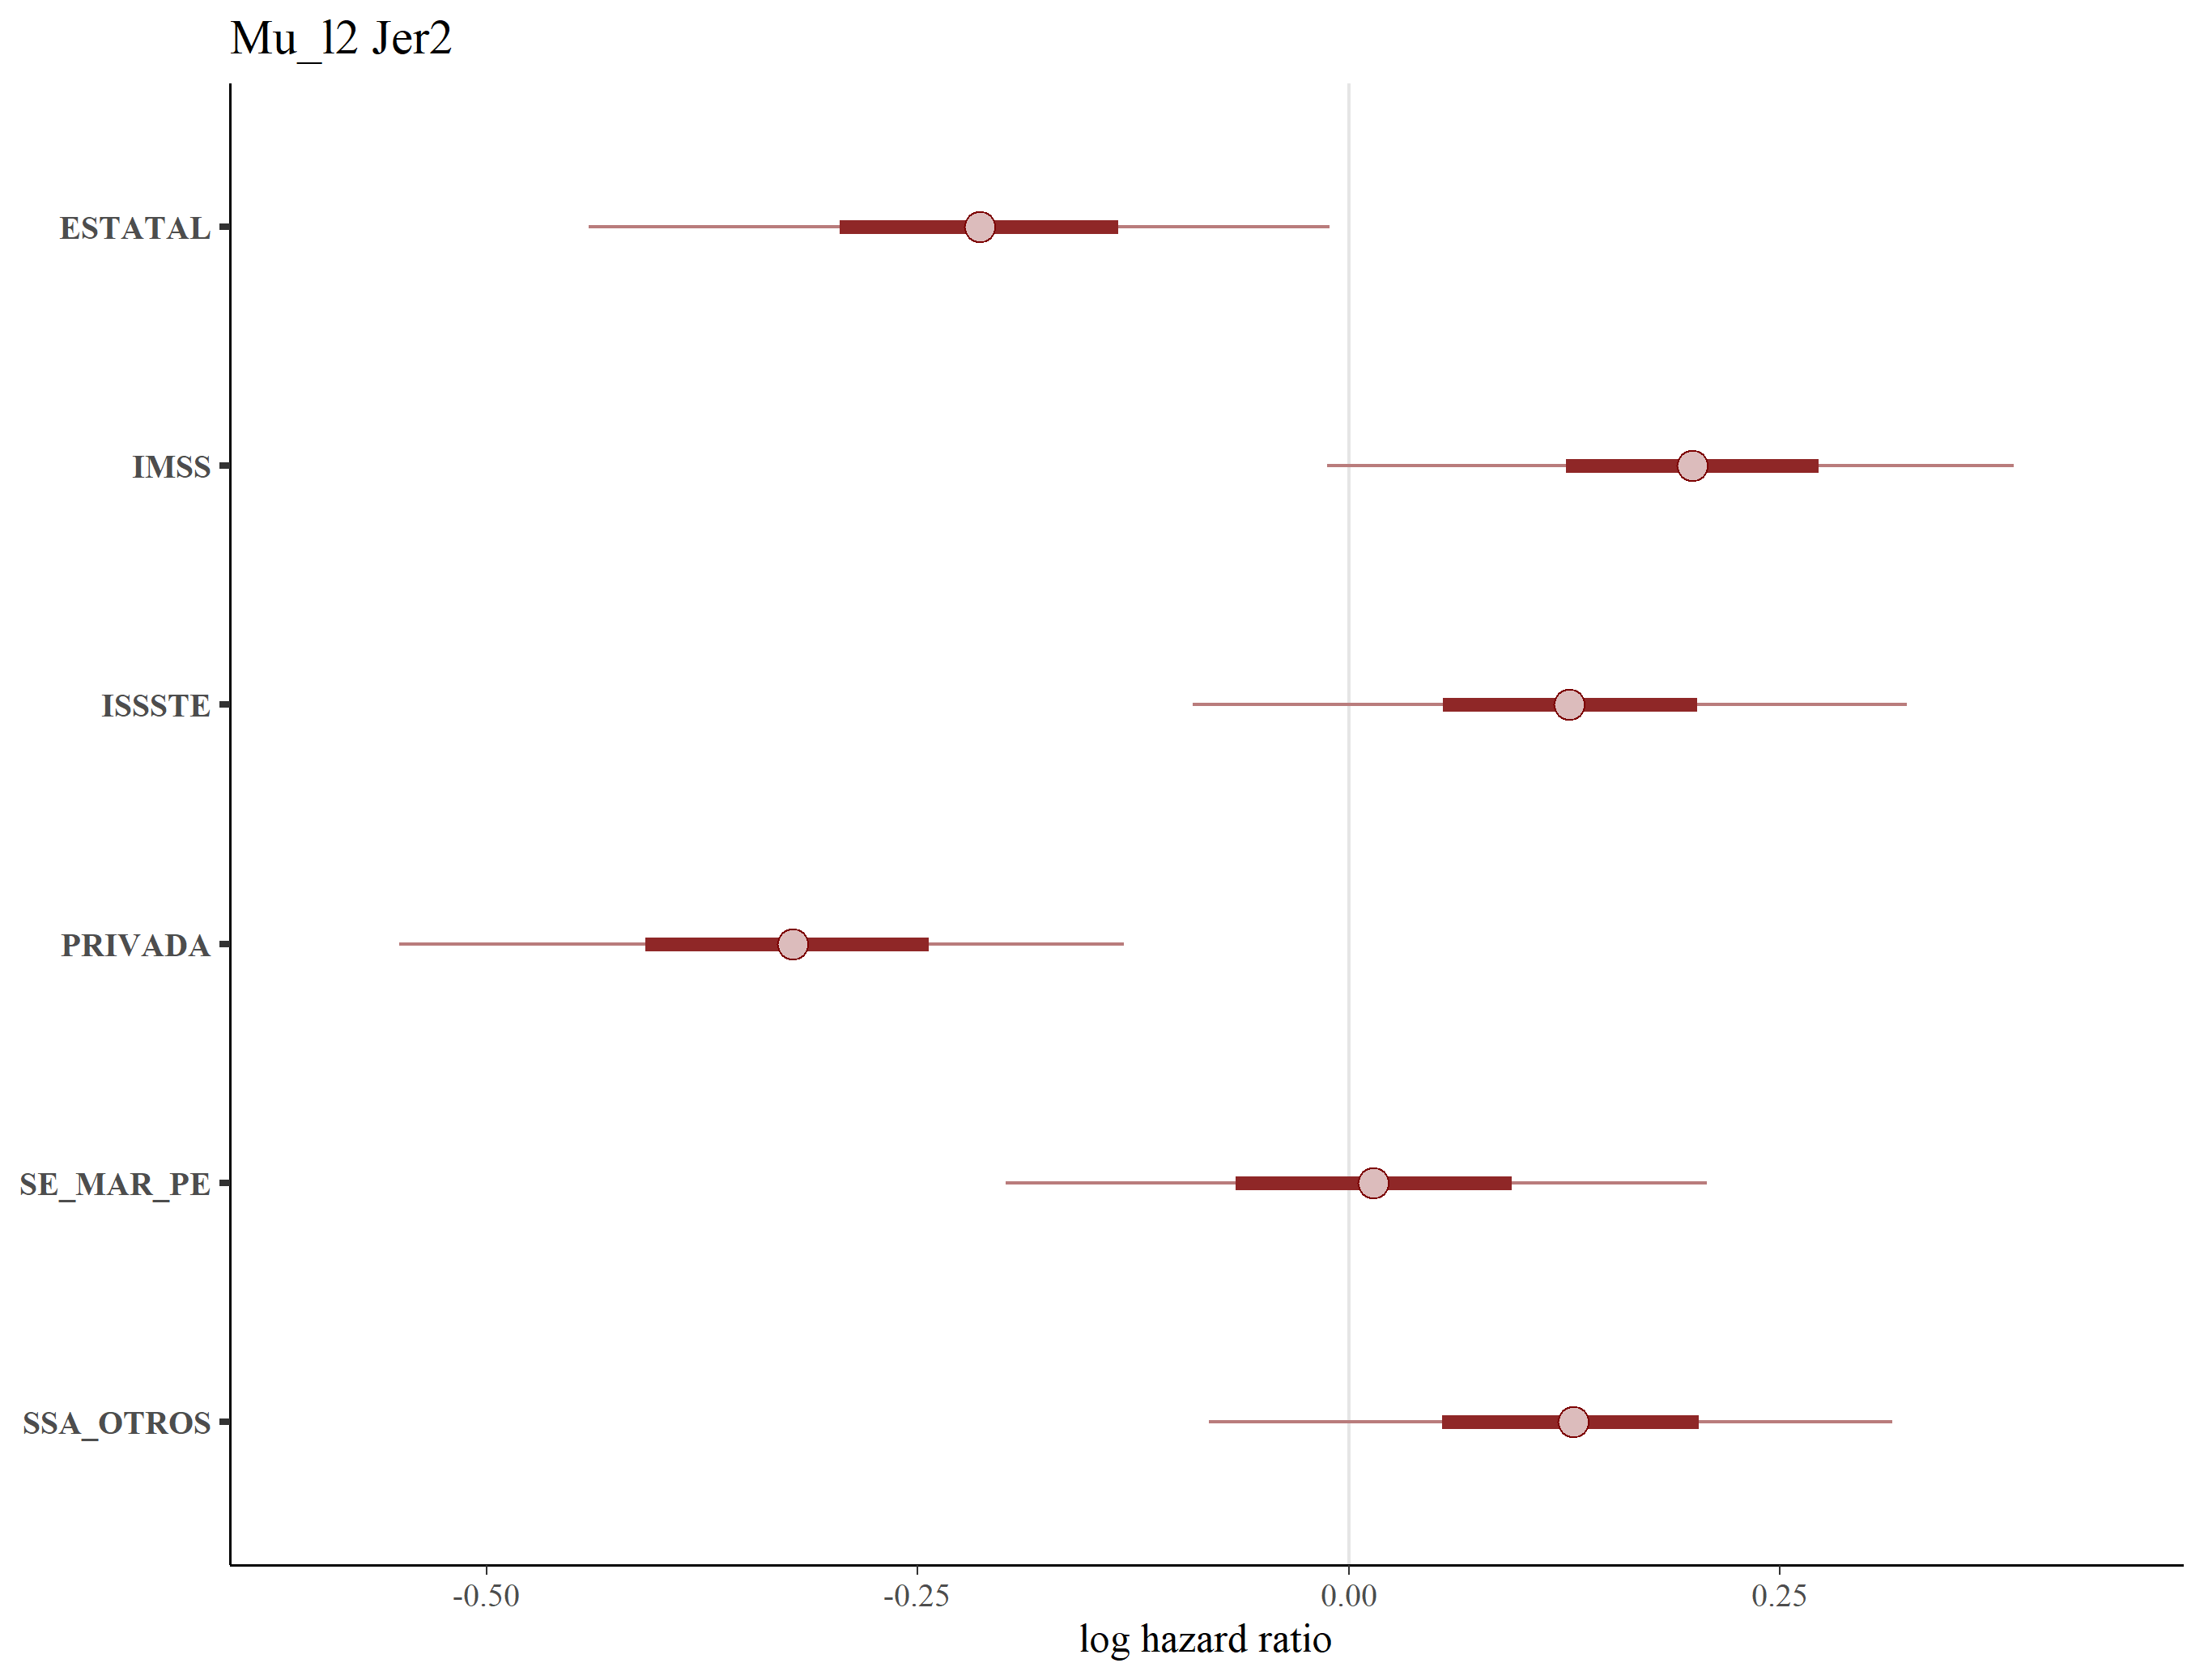 Mu_l2 Jer2
ESTATAL
IMSS
ISSSTE
PRIVADA
SE_MAR_PE
SSA_OTROS
-0.50 -0.25 0.00 0.25
log hazard ratio